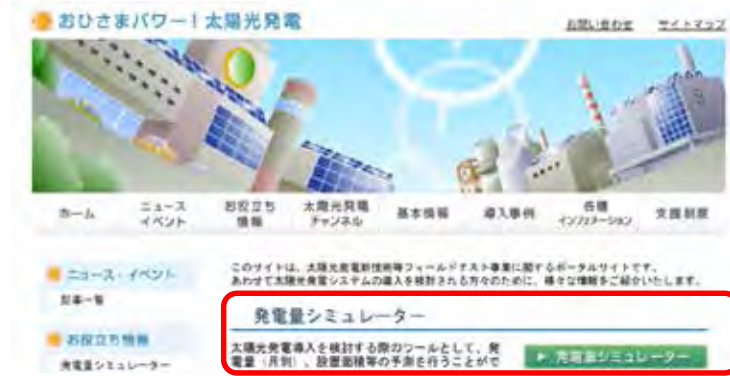 おひさまパワー！太陽光発電
お問い合わせ サイトマップ
ホーム
ニュース
イベント
お役立ち
情報
太陽光発電
チャンネル
基本情報
導入事例
各種
インフォメーション
支援制度
ニュース・イベント
記事一覧
お役立ち情報
発電量シミュレーター
このサイトは、太陽光発電新技術等フィールドテスト事業に関するポータルサイトです。
あわせて太陽光発電システムの導入を検討される方々のために、様々な情報をご紹介いたします。
発電量シミュレーター
太陽光発電導入を検討する際のツールとして、発
電量（月別）、設置面積等の予測を行うことがで
発電量シミュレーター